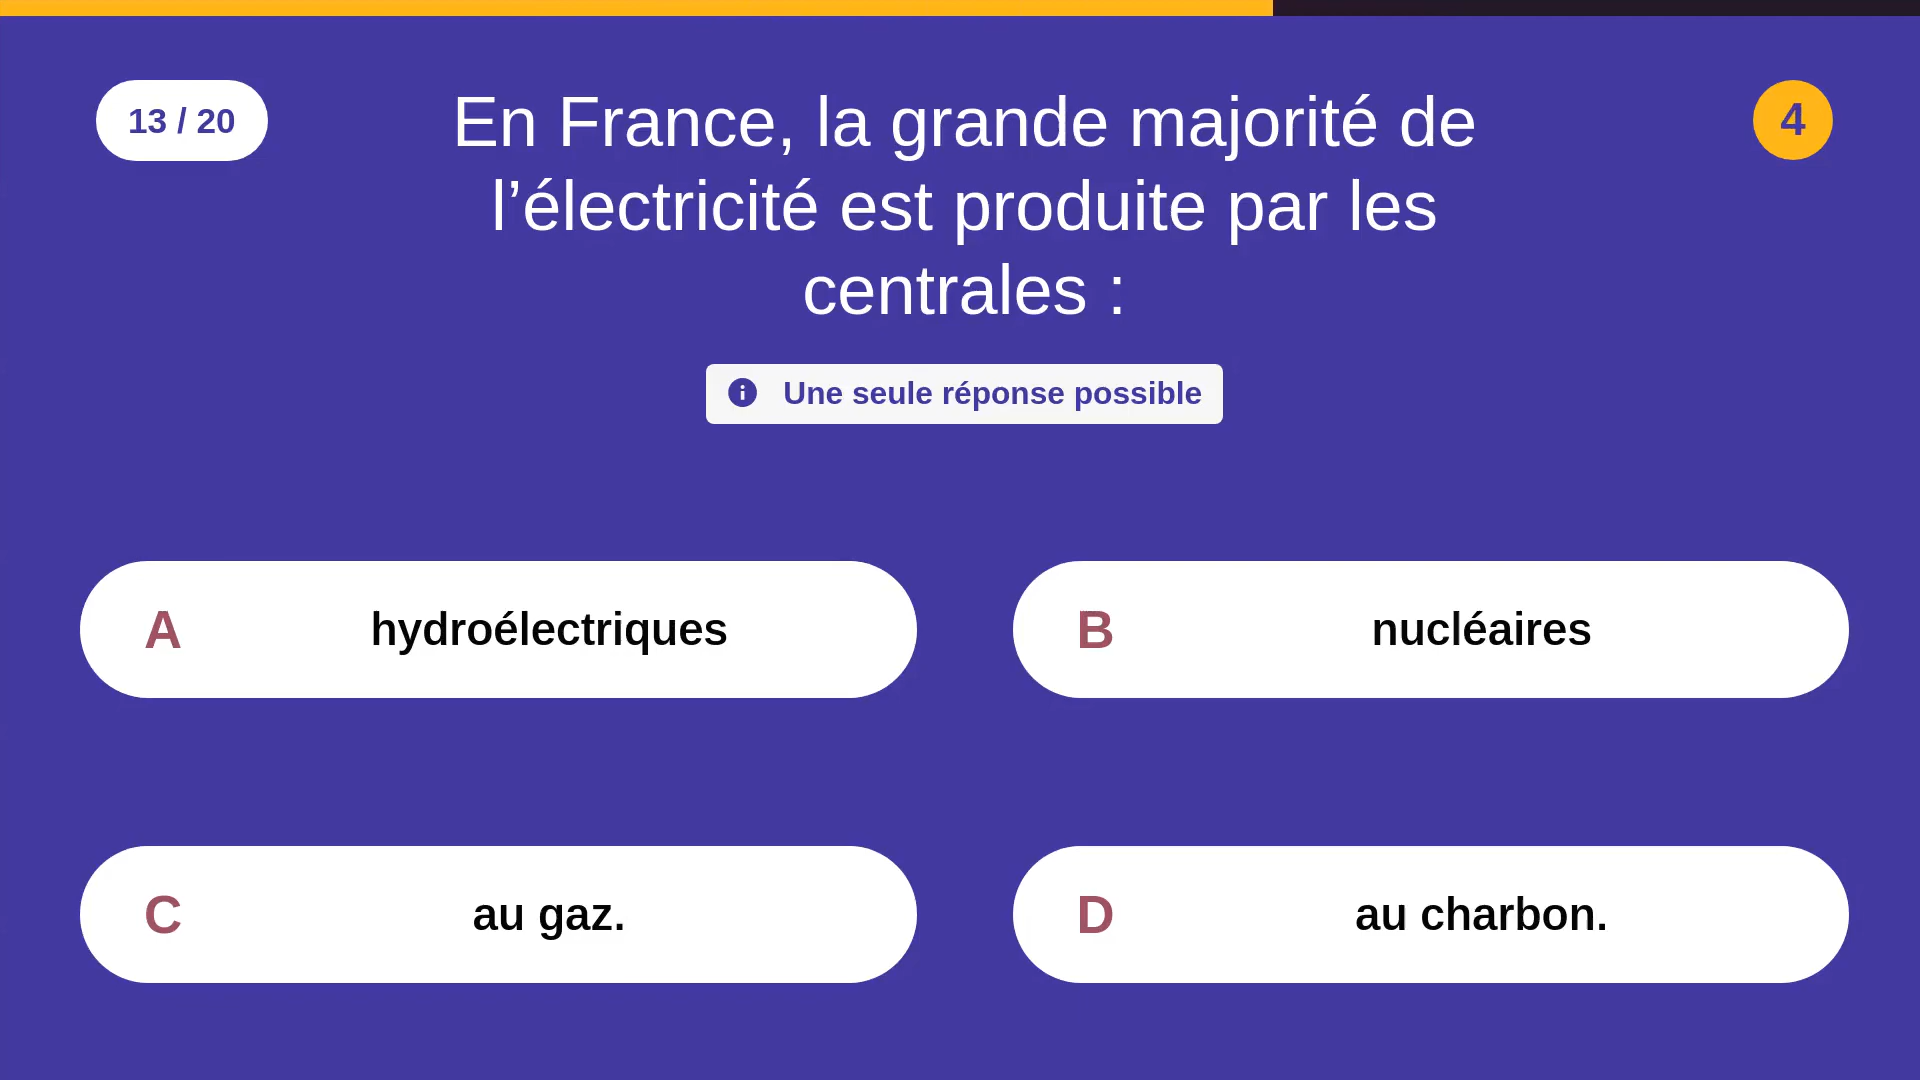 13 / 20
En France, la grande majorité de
l’électricité est produite par les
centrales :
4
Une seule réponse possible
A hydroélectriques
B nucléaires
C au gaz.
D au charbon.